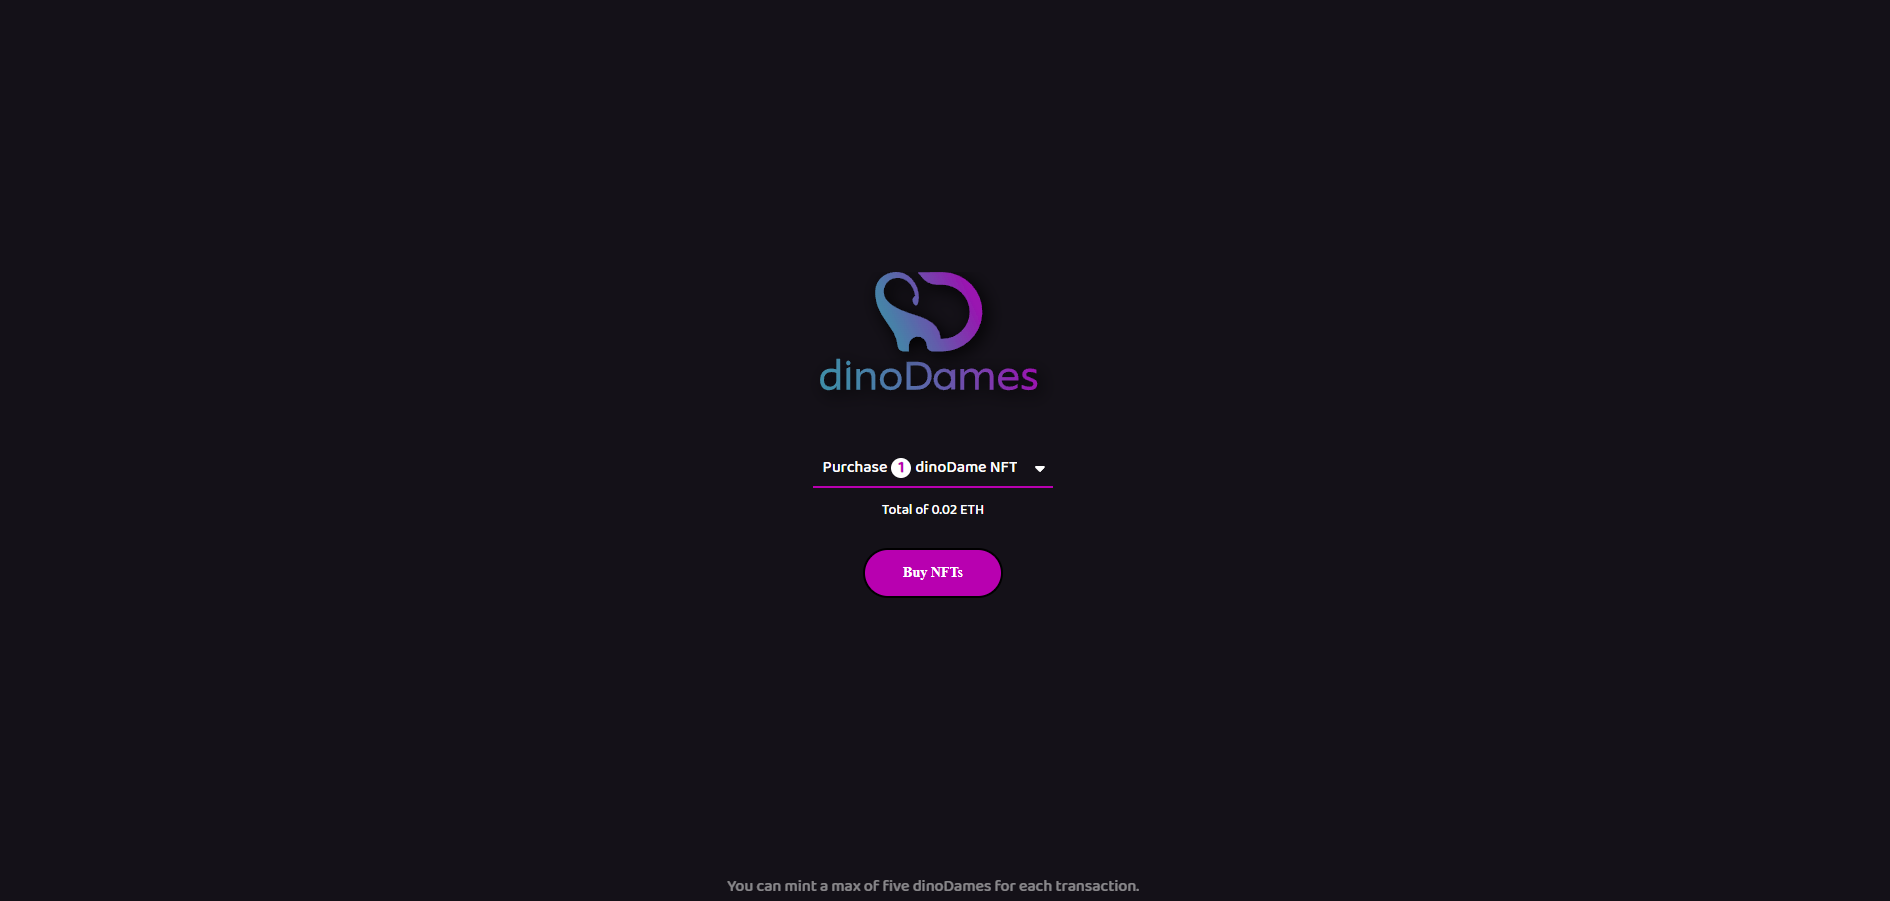 dinoDames
Purchase 1 dinoDame NFT
Total of 0.02 ETH
Buy NFTs
You can mint a max of five dinoDames for each transaction.